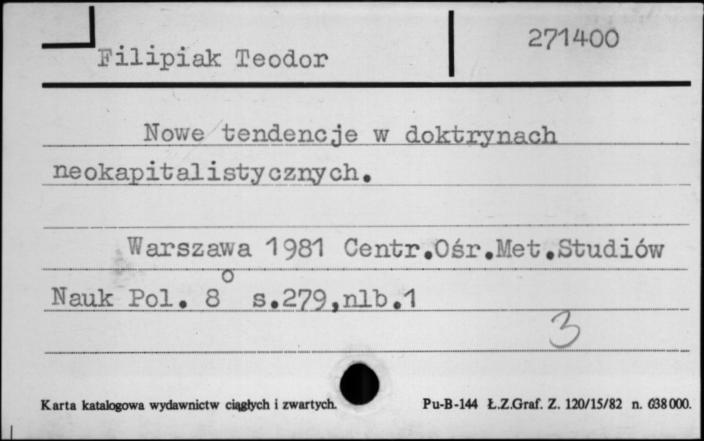 Filipiak Teodor
271400
Nowe tendencje w doktrynach
neokapitalistycznych.
Warszawa 1981 Centr.Ośr.Met.Studiów
Nauk Pol. 8° s.279,nlb.1
3
Karta katalogowa wydawnictw ciągłych i zwartych.
Pu-B-144 Ł.Z.Graf. Z. 120/15/82 n. 638000.